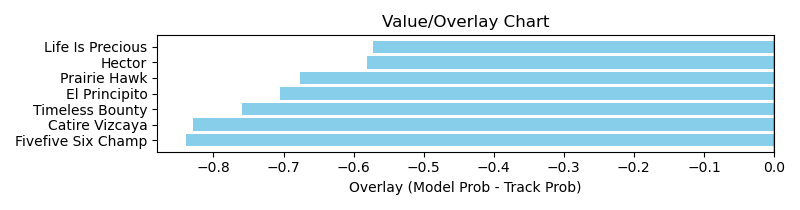 Value/Overlay Chart
Life Is Precious
Hector
Prairie Hawk
El Principito
Timeless Bounty
Catire Vizcaya
Fivefive Six Champ
−0.8 −0.7 −0.6 −0.5 −0.4 −0.3 −0.2 −0.1 0.0
Overlay (Model Prob - Track Prob)